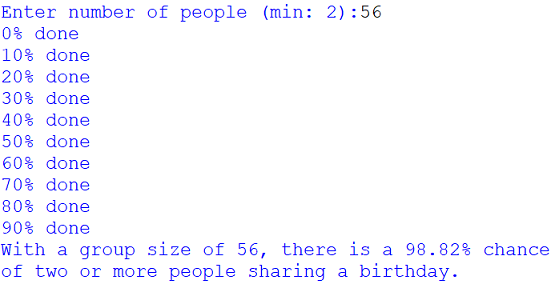 Enter number of people (min: 2):56
0% done
10% done
20% done
30% done
40% done
50% done
60% done
70% done
80% done
90% done
With a group size of 56, there is a 98.82% chance
of two or more people sharing a birthday.